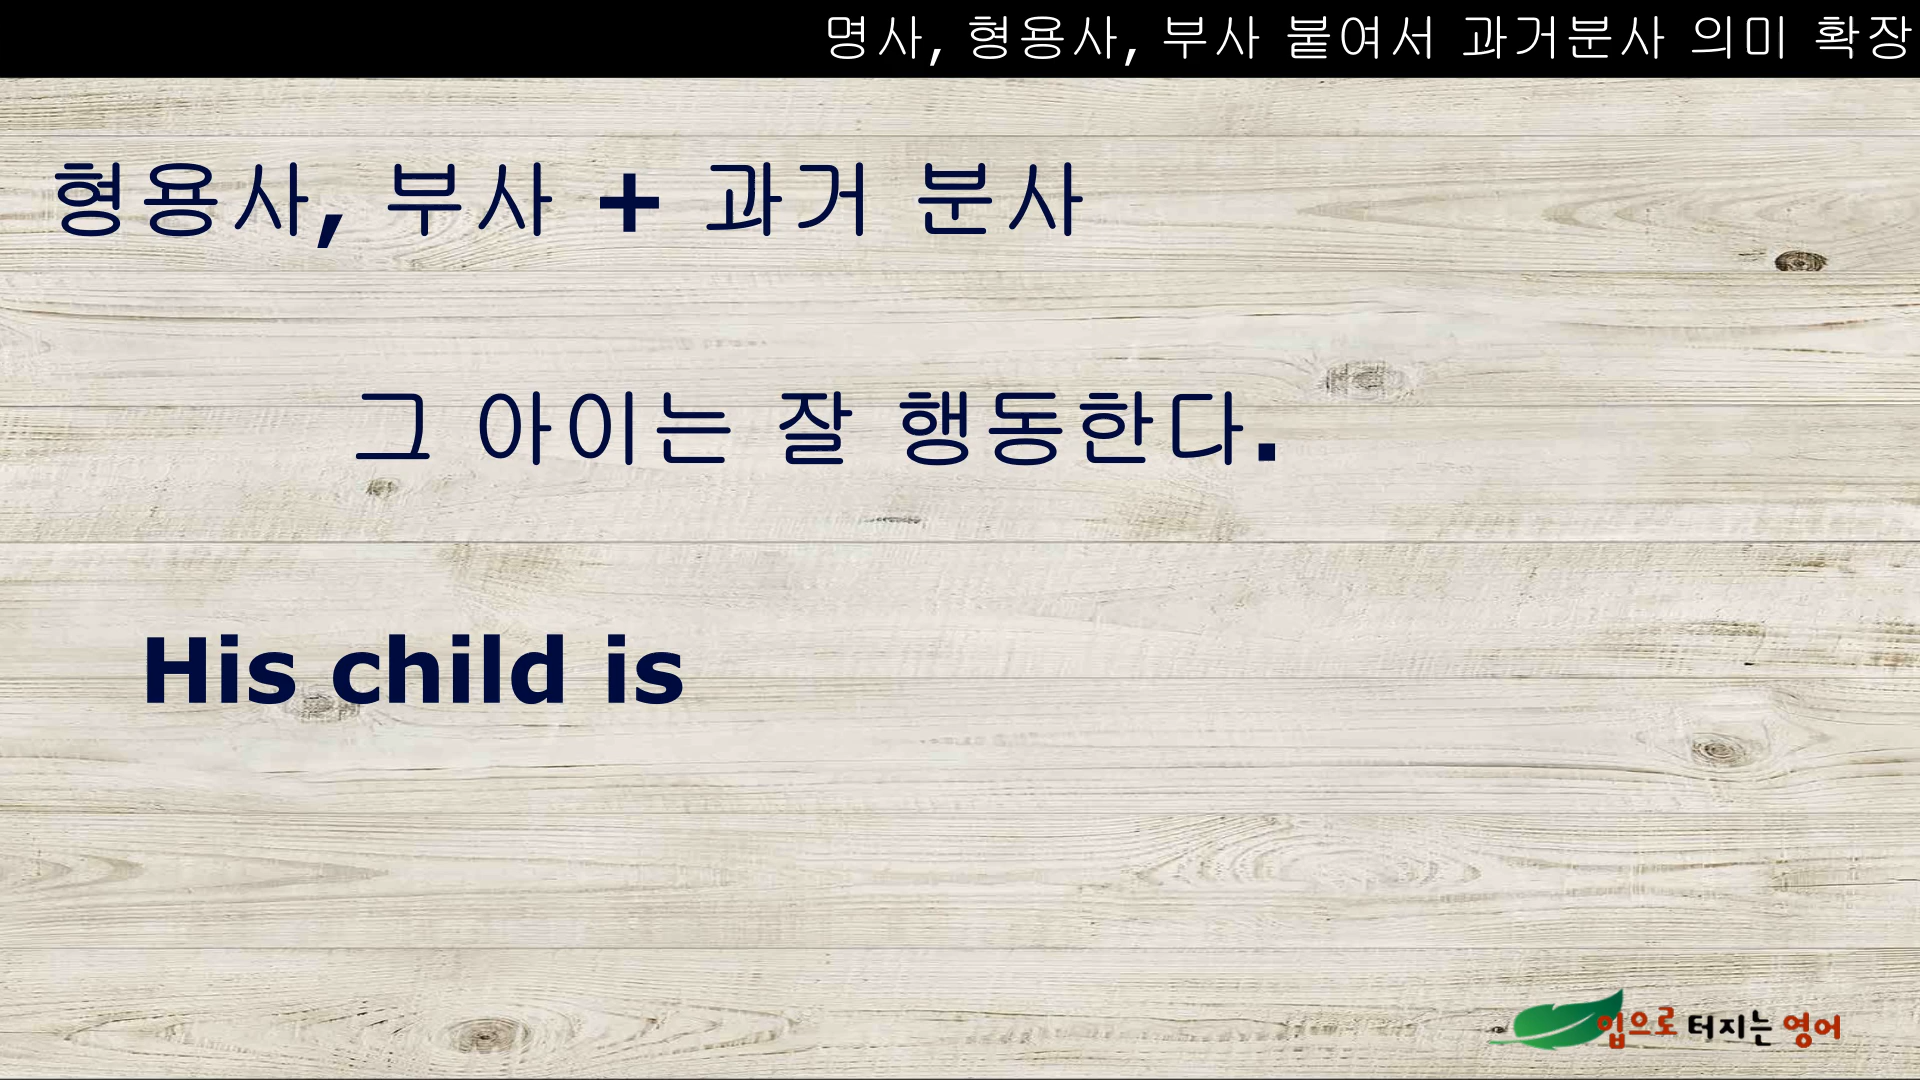 명사, 형용사, 부사 붙여서 과거분사 의미 확장
형용사, 부사 + 과거 분사
그 아이는 잘 행동한다.
His child is
입으로 터지는 영어